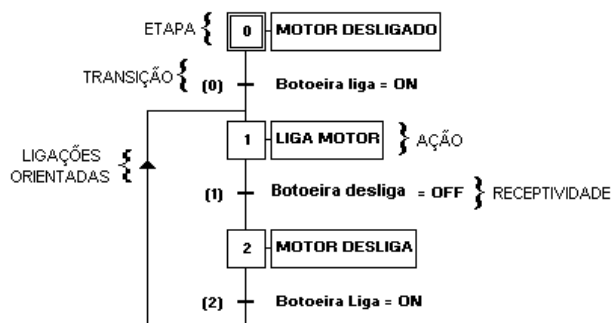 ETAPA { 0 MOTOR DESLIGADO
TRANSIÇÃO { (0) Botoeira liga = ON
1 LIGA MOTOR } AÇÃO
LIGAÇÕES
ORIENTADAS {
(1) Botoeira desliga = OFF } RECEPTIVIDADE
2 MOTOR DESLIGA
(2) Botoeira Liga = ON